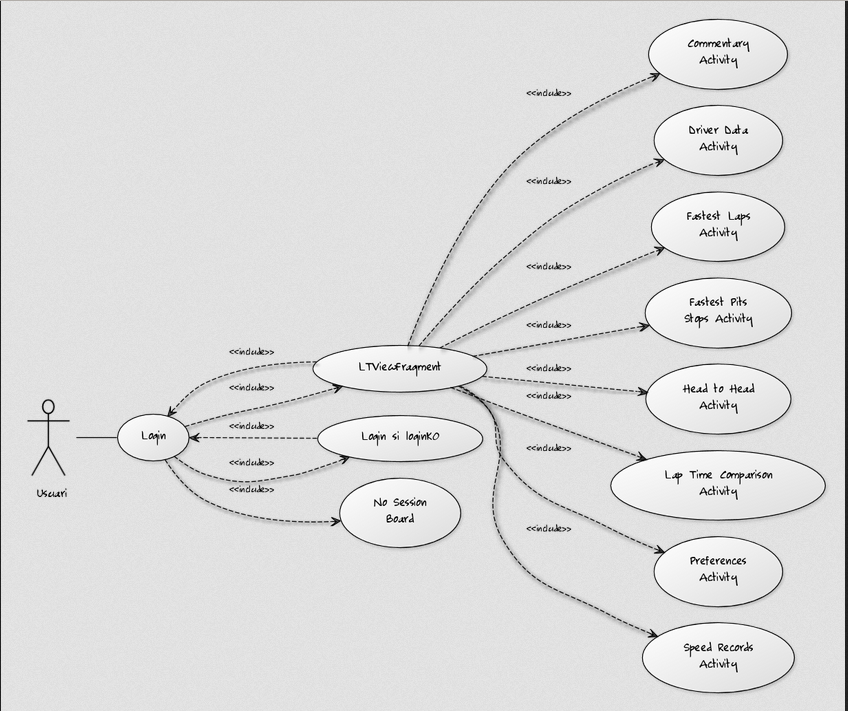 Commentary
Activity
<<include>>
Driver Data
Activity
<<include>>
Fastest Laps
Activity
<<include>>
Fastest Pits
Stops Activity
<<include>>
<<include>>
LTViewFragment
<<include>>
Head to Head
Activity
<<include>>
<<include>>
<<include>>
Login
Login si loginKO
Usuari
<<include>>
<<include>>
<<include>>
Lap Time Comparison
Activity
No Session
Board
<<include>>
Preferences
Activity
Speed Records
Activity